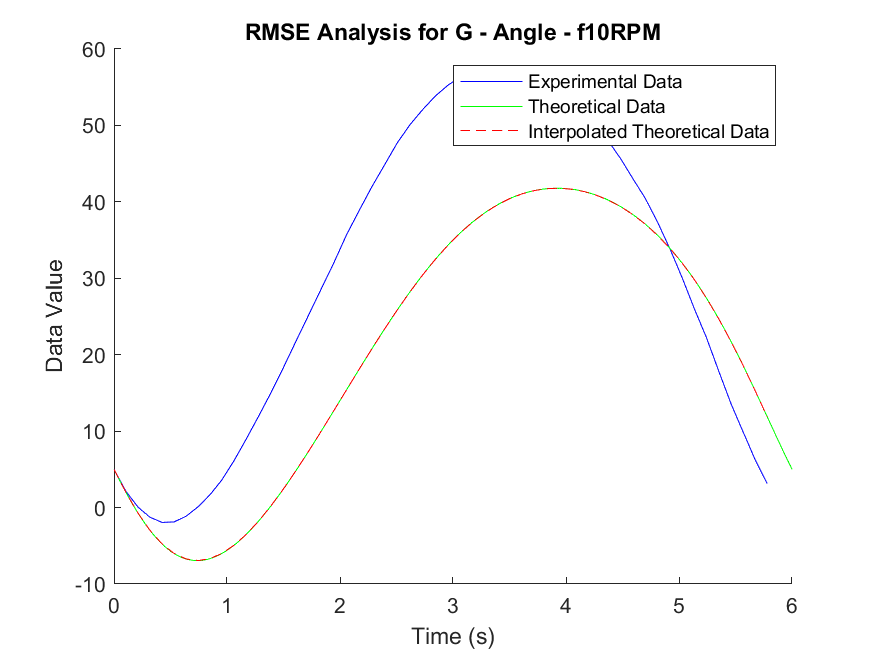 RMSE Analysis for G - Angle - f10RPM
Experimental Data
Theoretical Data
Interpolated Theoretical Data
Data Value
60
50
40
30
20
10
0
-10
0 1 2 3 4 5 6
Time (s)